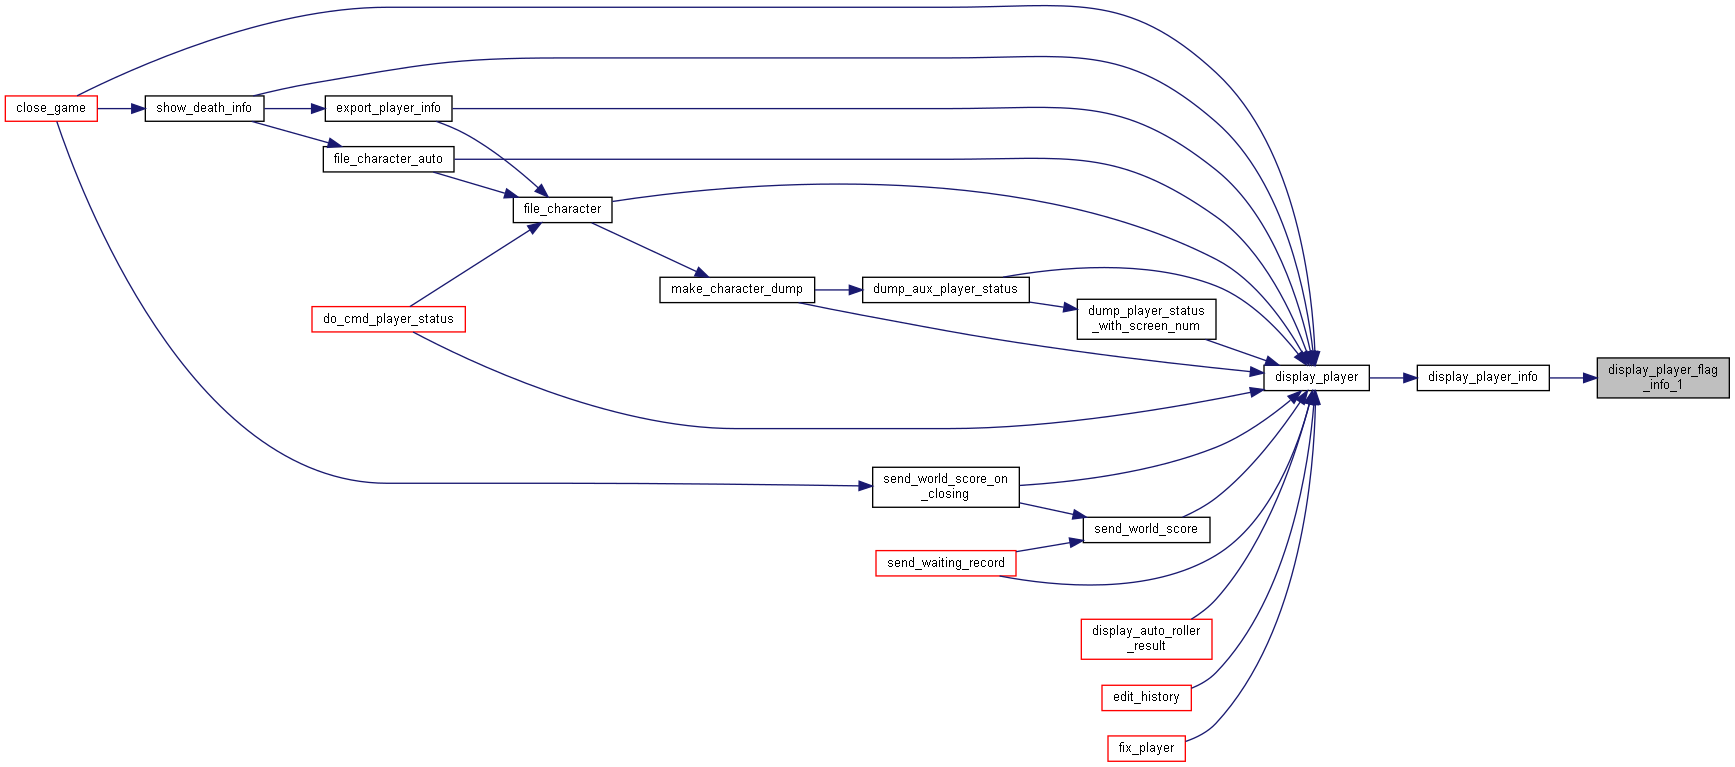 close_game
show_death_info
export_player_info
file_character_auto
file_character
make_character_dump
dump_aux_player_status
dump_player_status
_with_screen_num
do_cmd_player_status
display_player
display_player_info
display_player_flag
_info_1
send_world_score_on
_closing
send_world_score
send_waiting_record
display_auto_roller
_result
edit_history
fix_player